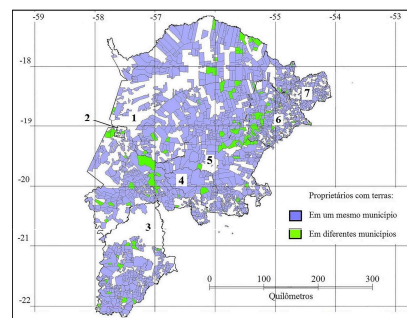 -59 -58 -57 -56 -55 -54 -53
-18
-19
-20
-21
-22
1
2
3
4
5
6
7
Proprietários com terras:
Em um mesmo município
Em diferentes municípios
0 100 200 300
Quilômetros